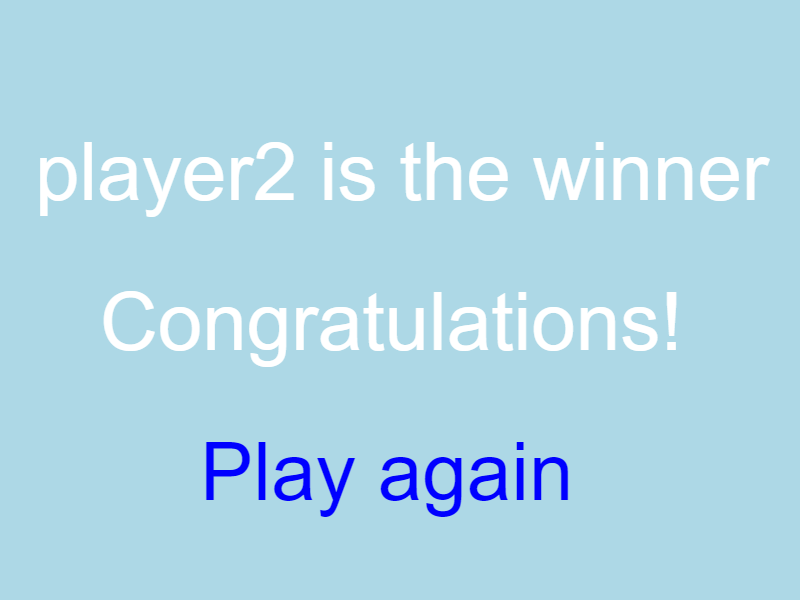 player2 is the winner
Congratulations!
Play again